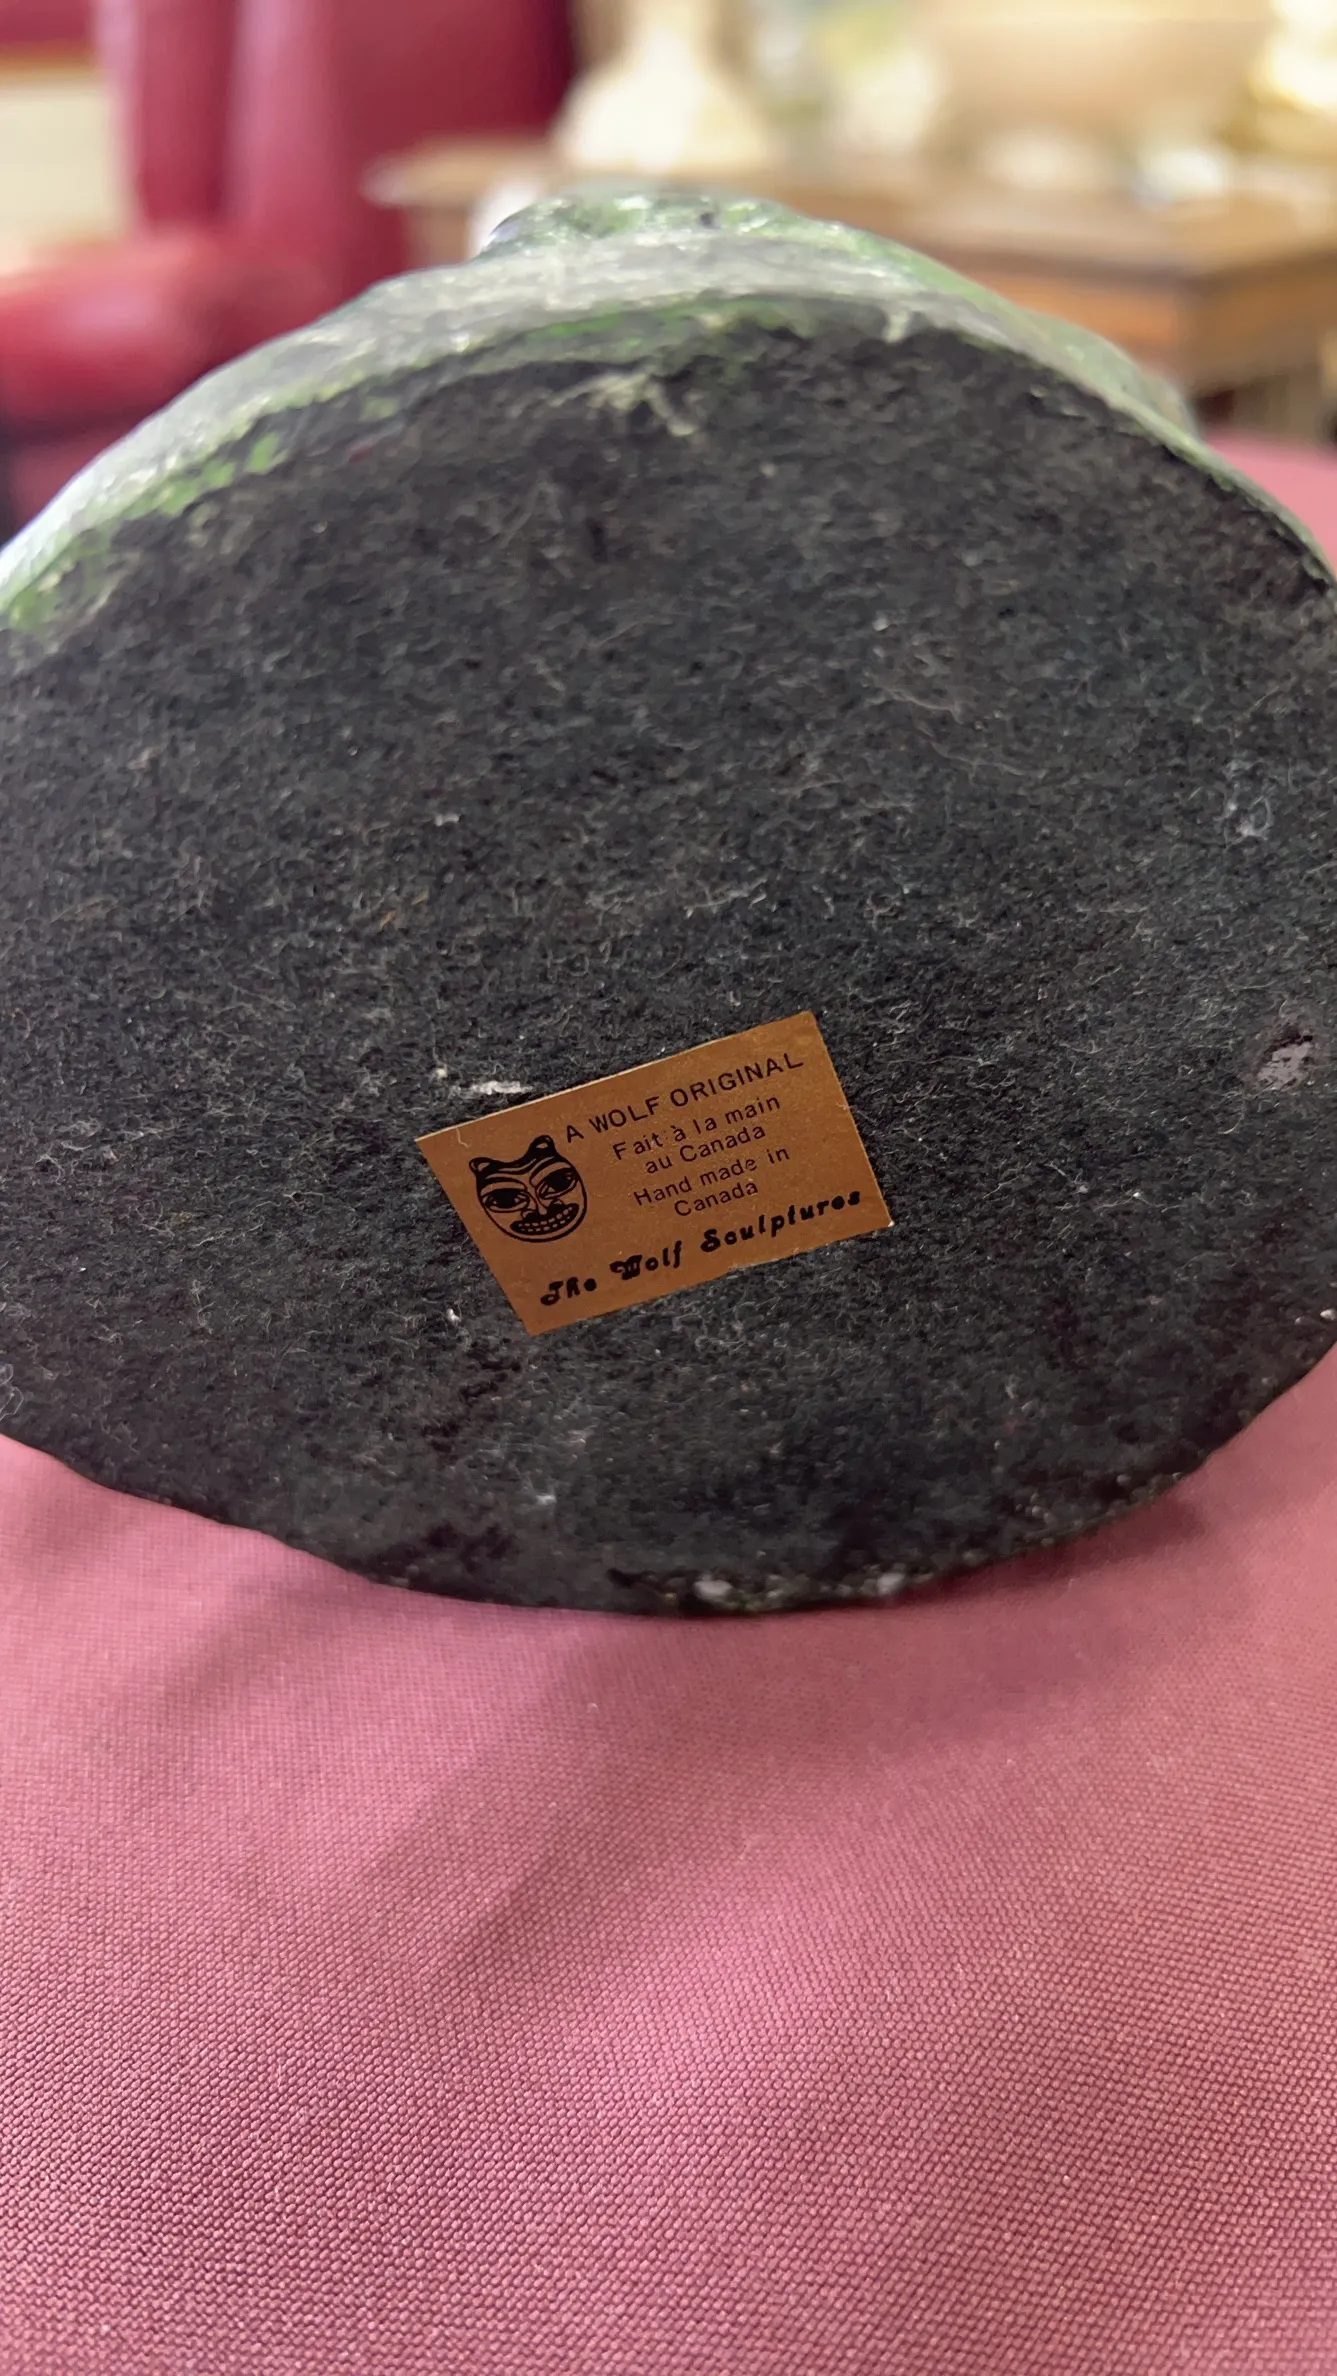 A WOLF ORIGINAL
Fait à la main
au Canada
Hand made in
Canada
The Wolf Sculptures